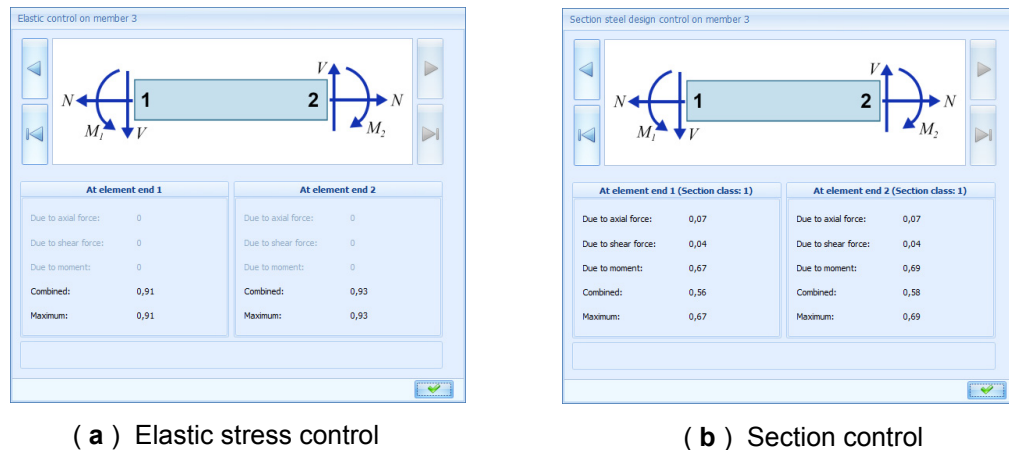 Elastic control on member 3
N 1 M1 V V 2 N M2
At element end 1 At element end 2
Due to axial force: 0 Due to axial force: 0
Due to shear force: 0 Due to shear force: 0
Due to moment: 0 Due to moment: 0
Combined: 0,91 Combined: 0,93
Maximum: 0,91 Maximum: 0,93
( a ) Elastic stress control
Section steel design control on member 3
N 1 M1 V V 2 N M2
At element end 1 (Section class: 1) At element end 2 (Section class: 1)
Due to axial force: 0,07 Due to axial force: 0,07
Due to shear force: 0,04 Due to shear force: 0,04
Due to moment: 0,67 Due to moment: 0,69
Combined: 0,56 Combined: 0,58
Maximum: 0,67 Maximum: 0,69
( b ) Section control